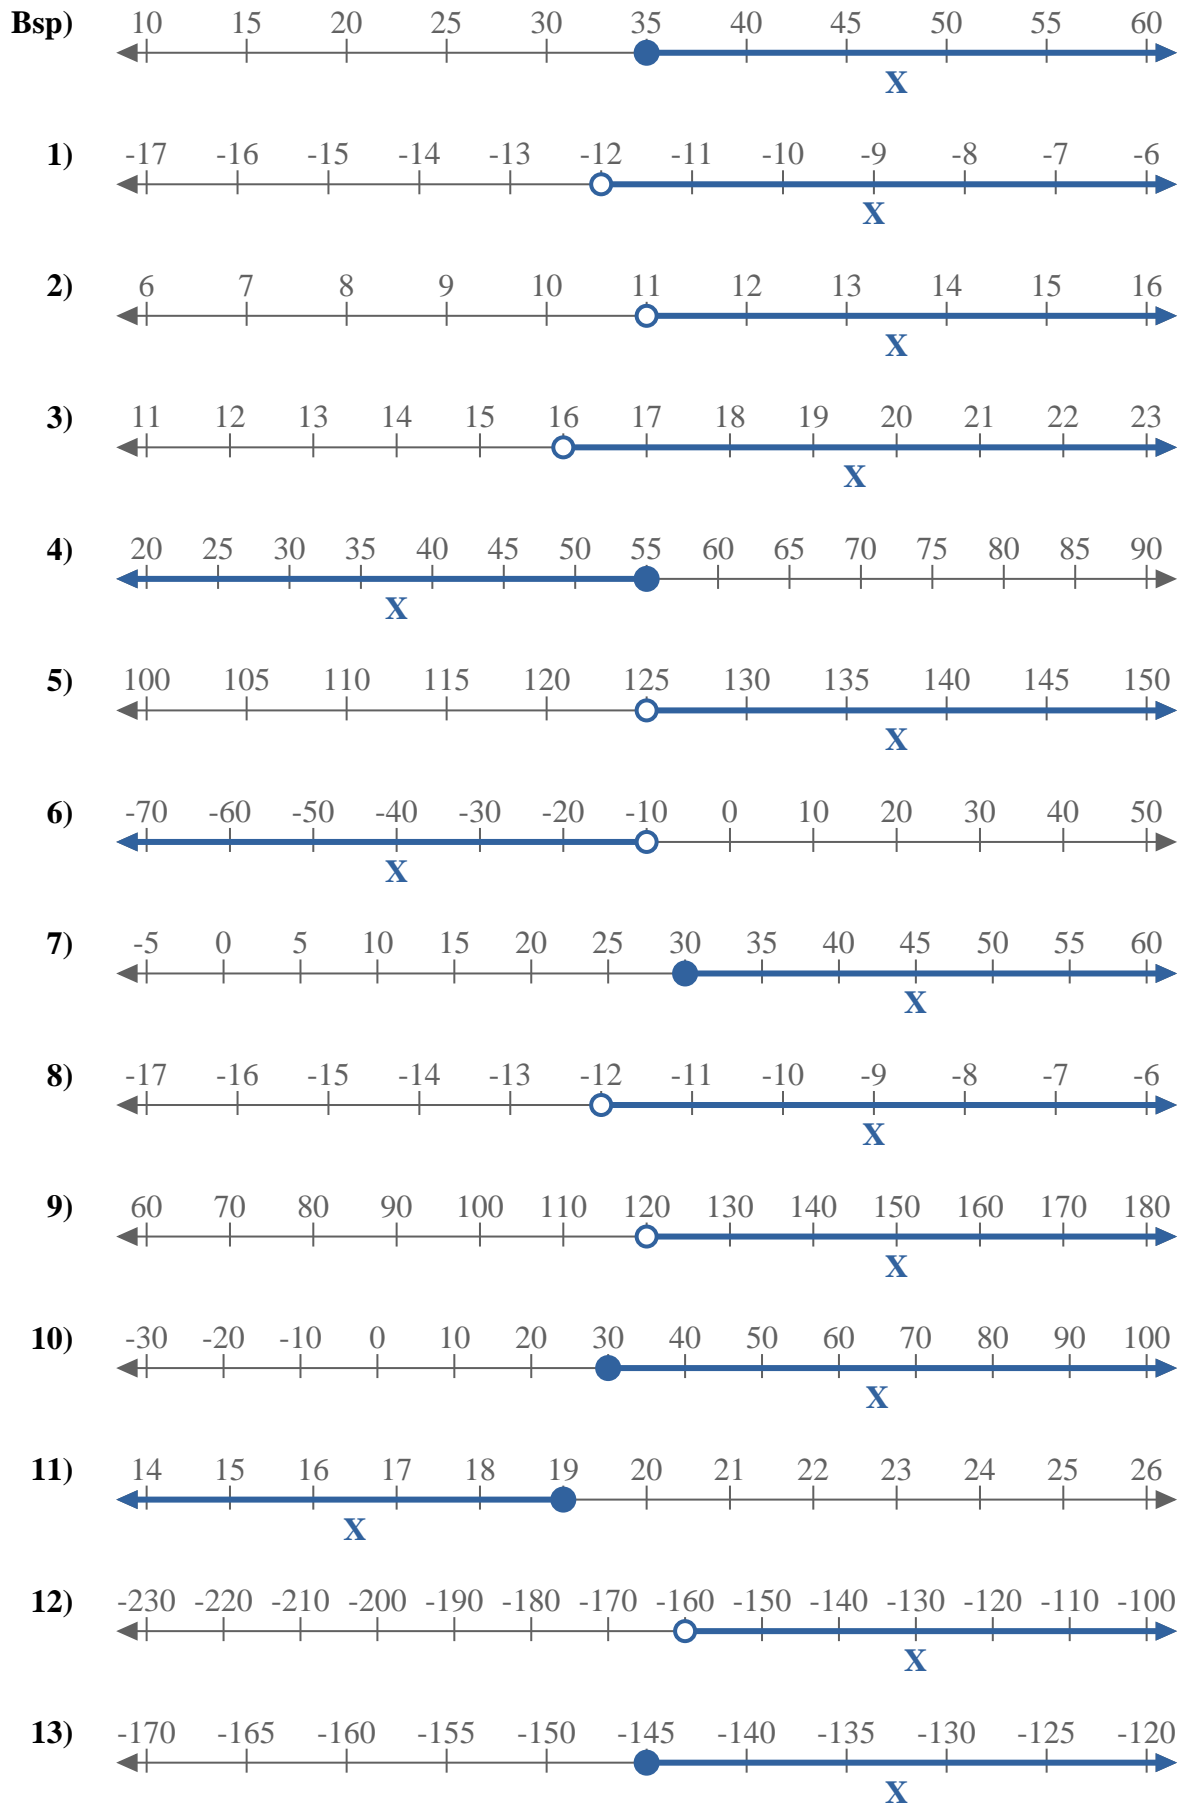 Bsp) 10 15 20 25 30 35 40 45 50 55 60
X
1) -17 -16 -15 -14 -13 -12 -11 -10 -9 -8 -7 -6
X
2) 6 7 8 9 10 11 12 13 14 15 16
X
3) 11 12 13 14 15 16 17 18 19 20 21 22 23
X
4) 20 25 30 35 40 45 50 55 60 65 70 75 80 85 90
X
5) 100 105 110 115 120 125 130 135 140 145 150
X
6) -70 -60 -50 -40 -30 -20 -10 0 10 20 30 40 50
X
7) -5 0 5 10 15 20 25 30 35 40 45 50 55 60
X
8) -17 -16 -15 -14 -13 -12 -11 -10 -9 -8 -7 -6
X
9) 60 70 80 90 100 110 120 130 140 150 160 170 180
X
10) -30 -20 -10 0 10 20 30 40 50 60 70 80 90 100
X
11) 14 15 16 17 18 19 20 21 22 23 24 25 26
X
12) -230 -220 -210 -200 -190 -180 -170 -160 -150 -140 -130 -120 -110 -100
X
13) -170 -165 -160 -155 -150 -145 -140 -135 -130 -125 -120
X